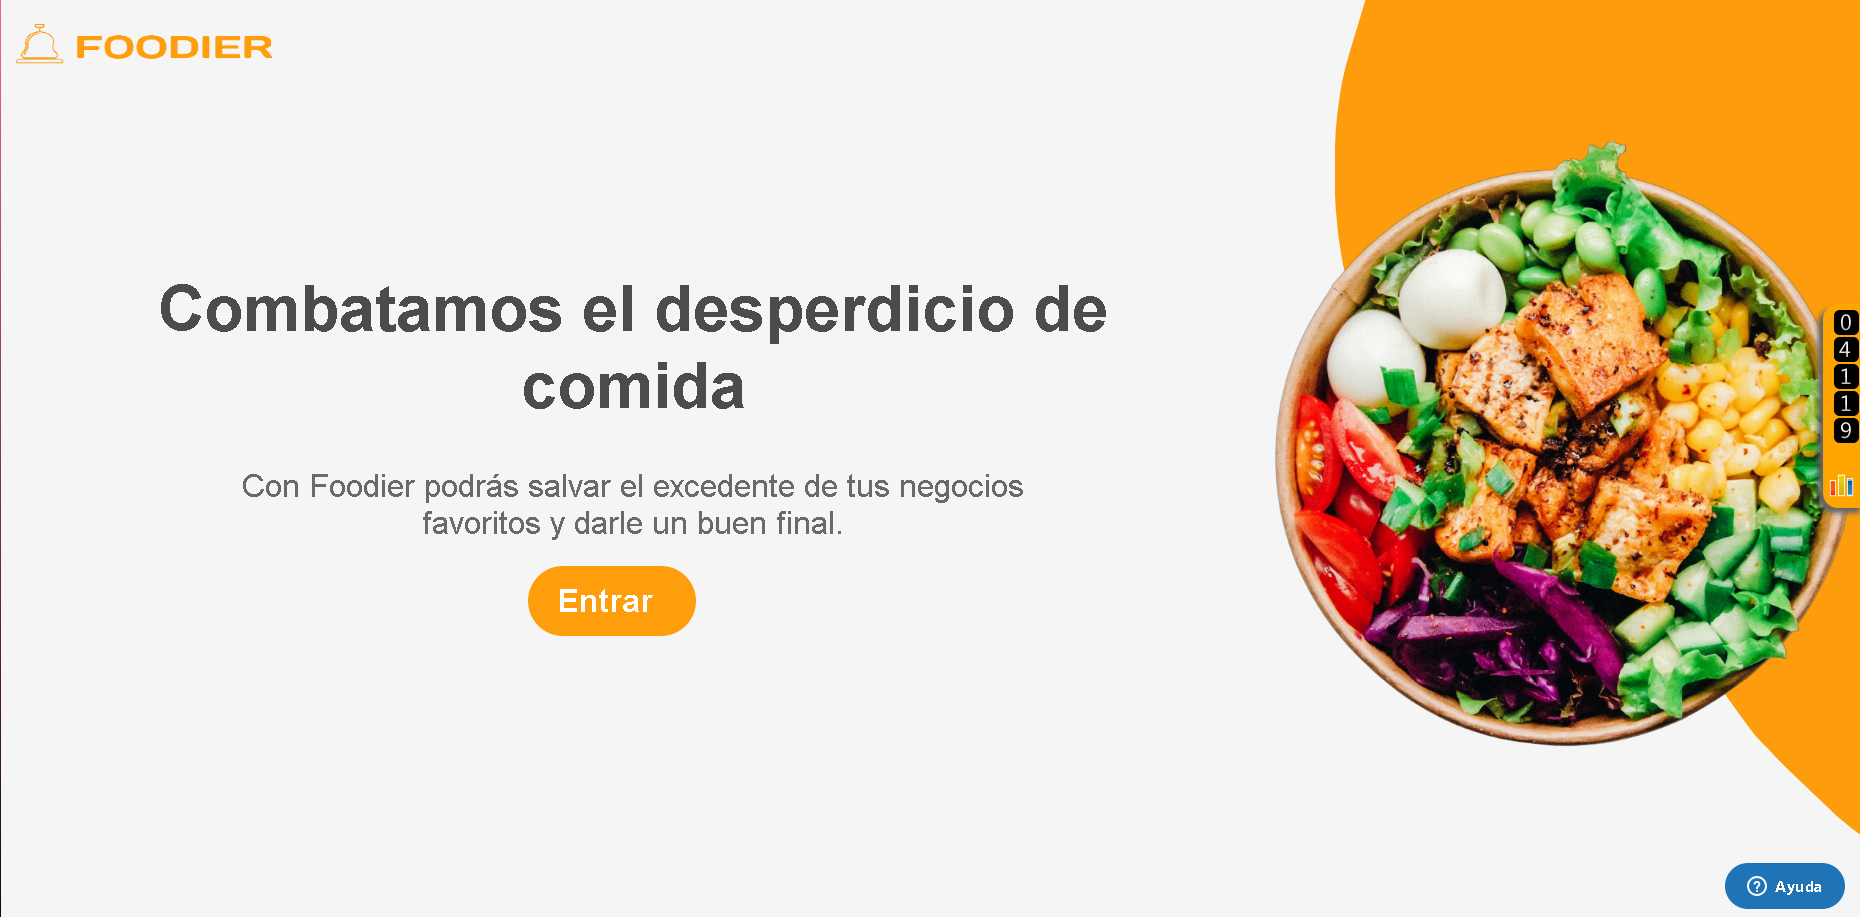 FOODIER
Combatamos el desperdicio de
comida
Con Foodier podrás salvar el excedente de tus negocios
favoritos y darle un buen final.
Entrar
0
4
1
1
9
Ayuda